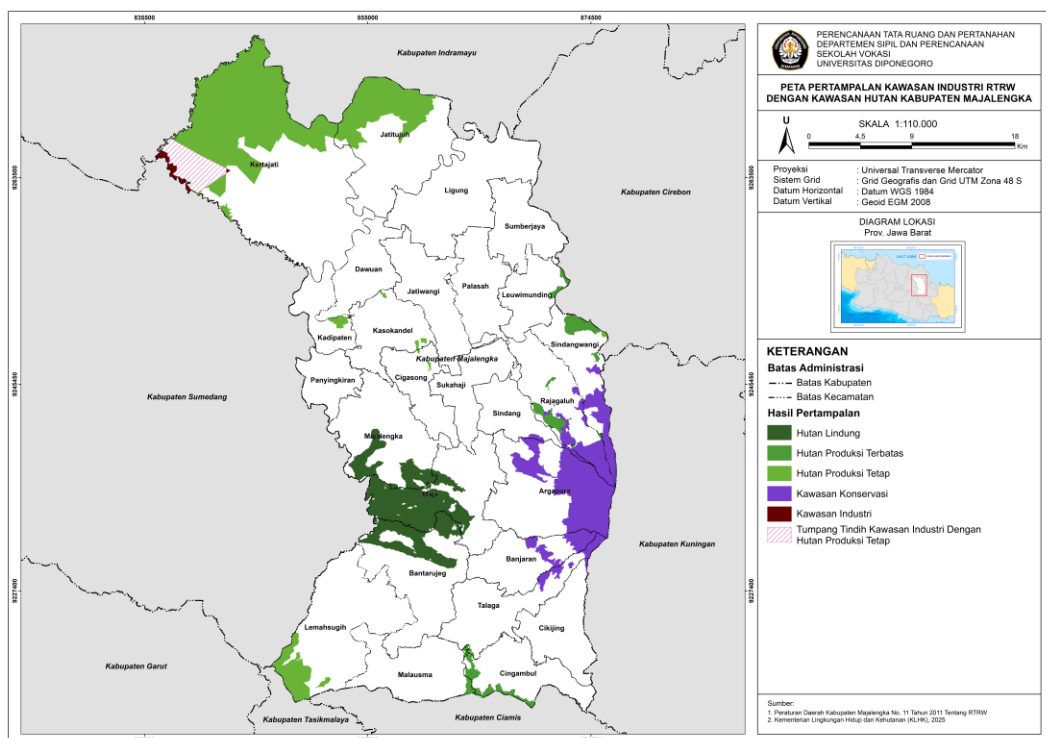 835500
855000
874500
9263500
9245450
9227400
9263500
9245450
9227400
Kabupaten Indramayu
Kabupaten Cirebon
Kabupaten Sumedang
Kabupaten Majalengka
Kabupaten Kuningan
Kabupaten Garut
Kabupaten Tasikmalaya
Kabupaten Ciamis
Jatitujuh
Kertajati
Ligung
Sumberjaya
Dawuan
Jatiwangi
Palasah
Leuwimunding
Kadipaten
Kasokandel
Sindangwangi
Panyingkiran
Cigasong
Sukahaji
Rajagaluh
Sindang
Majalengka
Maja
Argapura
Banjaran
Bantarujeg
Talaga
Lemahsugih
Cikijing
Malausma
Cingambul
PERENCANAAN TATA RUANG DAN PERTANAHAN
DEPARTEMEN SIPIL DAN PERENCANAAN
SEKOLAH VOKASI
UNIVERSITAS DIPONEGORO
PETA PERTAMPALAN KAWASAN INDUSTRI RTRW
DENGAN KAWASAN HUTAN KABUPATEN MAJALENGKA
U
SKALA 1:110.000
0 4.5 9 18
Km
Proyeksi : Universal Transverse Mercator
Sistem Grid : Grid Geografis dan Grid UTM Zona 48 S
Datum Horizontal : Datum WGS 1984
Datum Vertikal : Geoid EGM 2008
DIAGRAM LOKASI
Prov. Jawa Barat
KETERANGAN
Batas Administrasi
Batas Kabupaten
Batas Kecamatan
Hasil Pertampalan
Hutan Lindung
Hutan Produksi Terbatas
Hutan Produksi Tetap
Kawasan Konservasi
Kawasan Industri
Tumpang Tindih Kawasan Industri Dengan
Hutan Produksi Tetap
Sumber:
1. Peraturan Daerah Kabupaten Majalengka No. 11 Tahun 2011 Tentang RTRW
2. Kementerian Lingkungan Hidup dan Kehutanan (KLHK), 2025